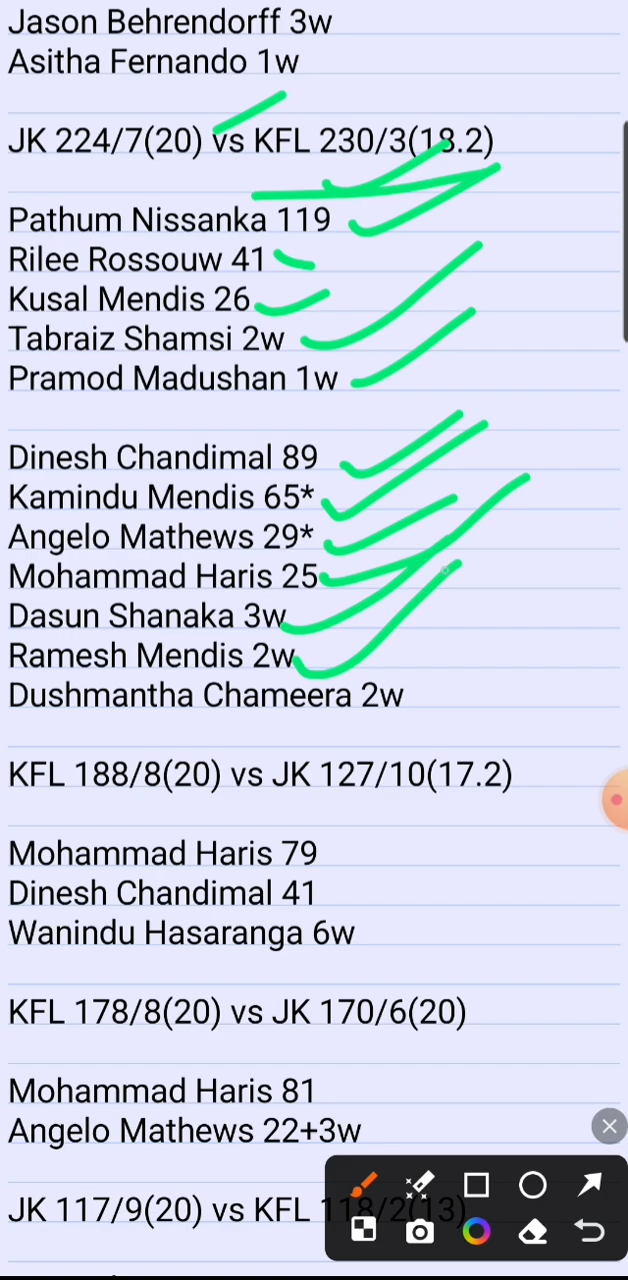 Jason Behrendorff 3w
Asitha Fernando 1w
JK 224/7(20) vs KFL 230/3(18.2)
Pathum Nissanka 119
Rilee Rossouw 41
Kusal Mendis 26
Tabraiz Shamsi 2w
Pramod Madushan 1w
Dinesh Chandimal 89
Kamindu Mendis 65*
Angelo Mathews 29*
Mohammad Haris 25
Dasun Shanaka 3w
Ramesh Mendis 2w
Dushmantha Chameera 2w
KFL 188/8(20) vs JK 127/10(17.2)
Mohammad Haris 79
Dinesh Chandimal 41
Wanindu Hasaranga 6w
KFL 178/8(20) vs JK 170/6(20)
Mohammad Haris 81
Angelo Mathews 22+3w
JK 117/9(20) vs KFL 118/2(13)